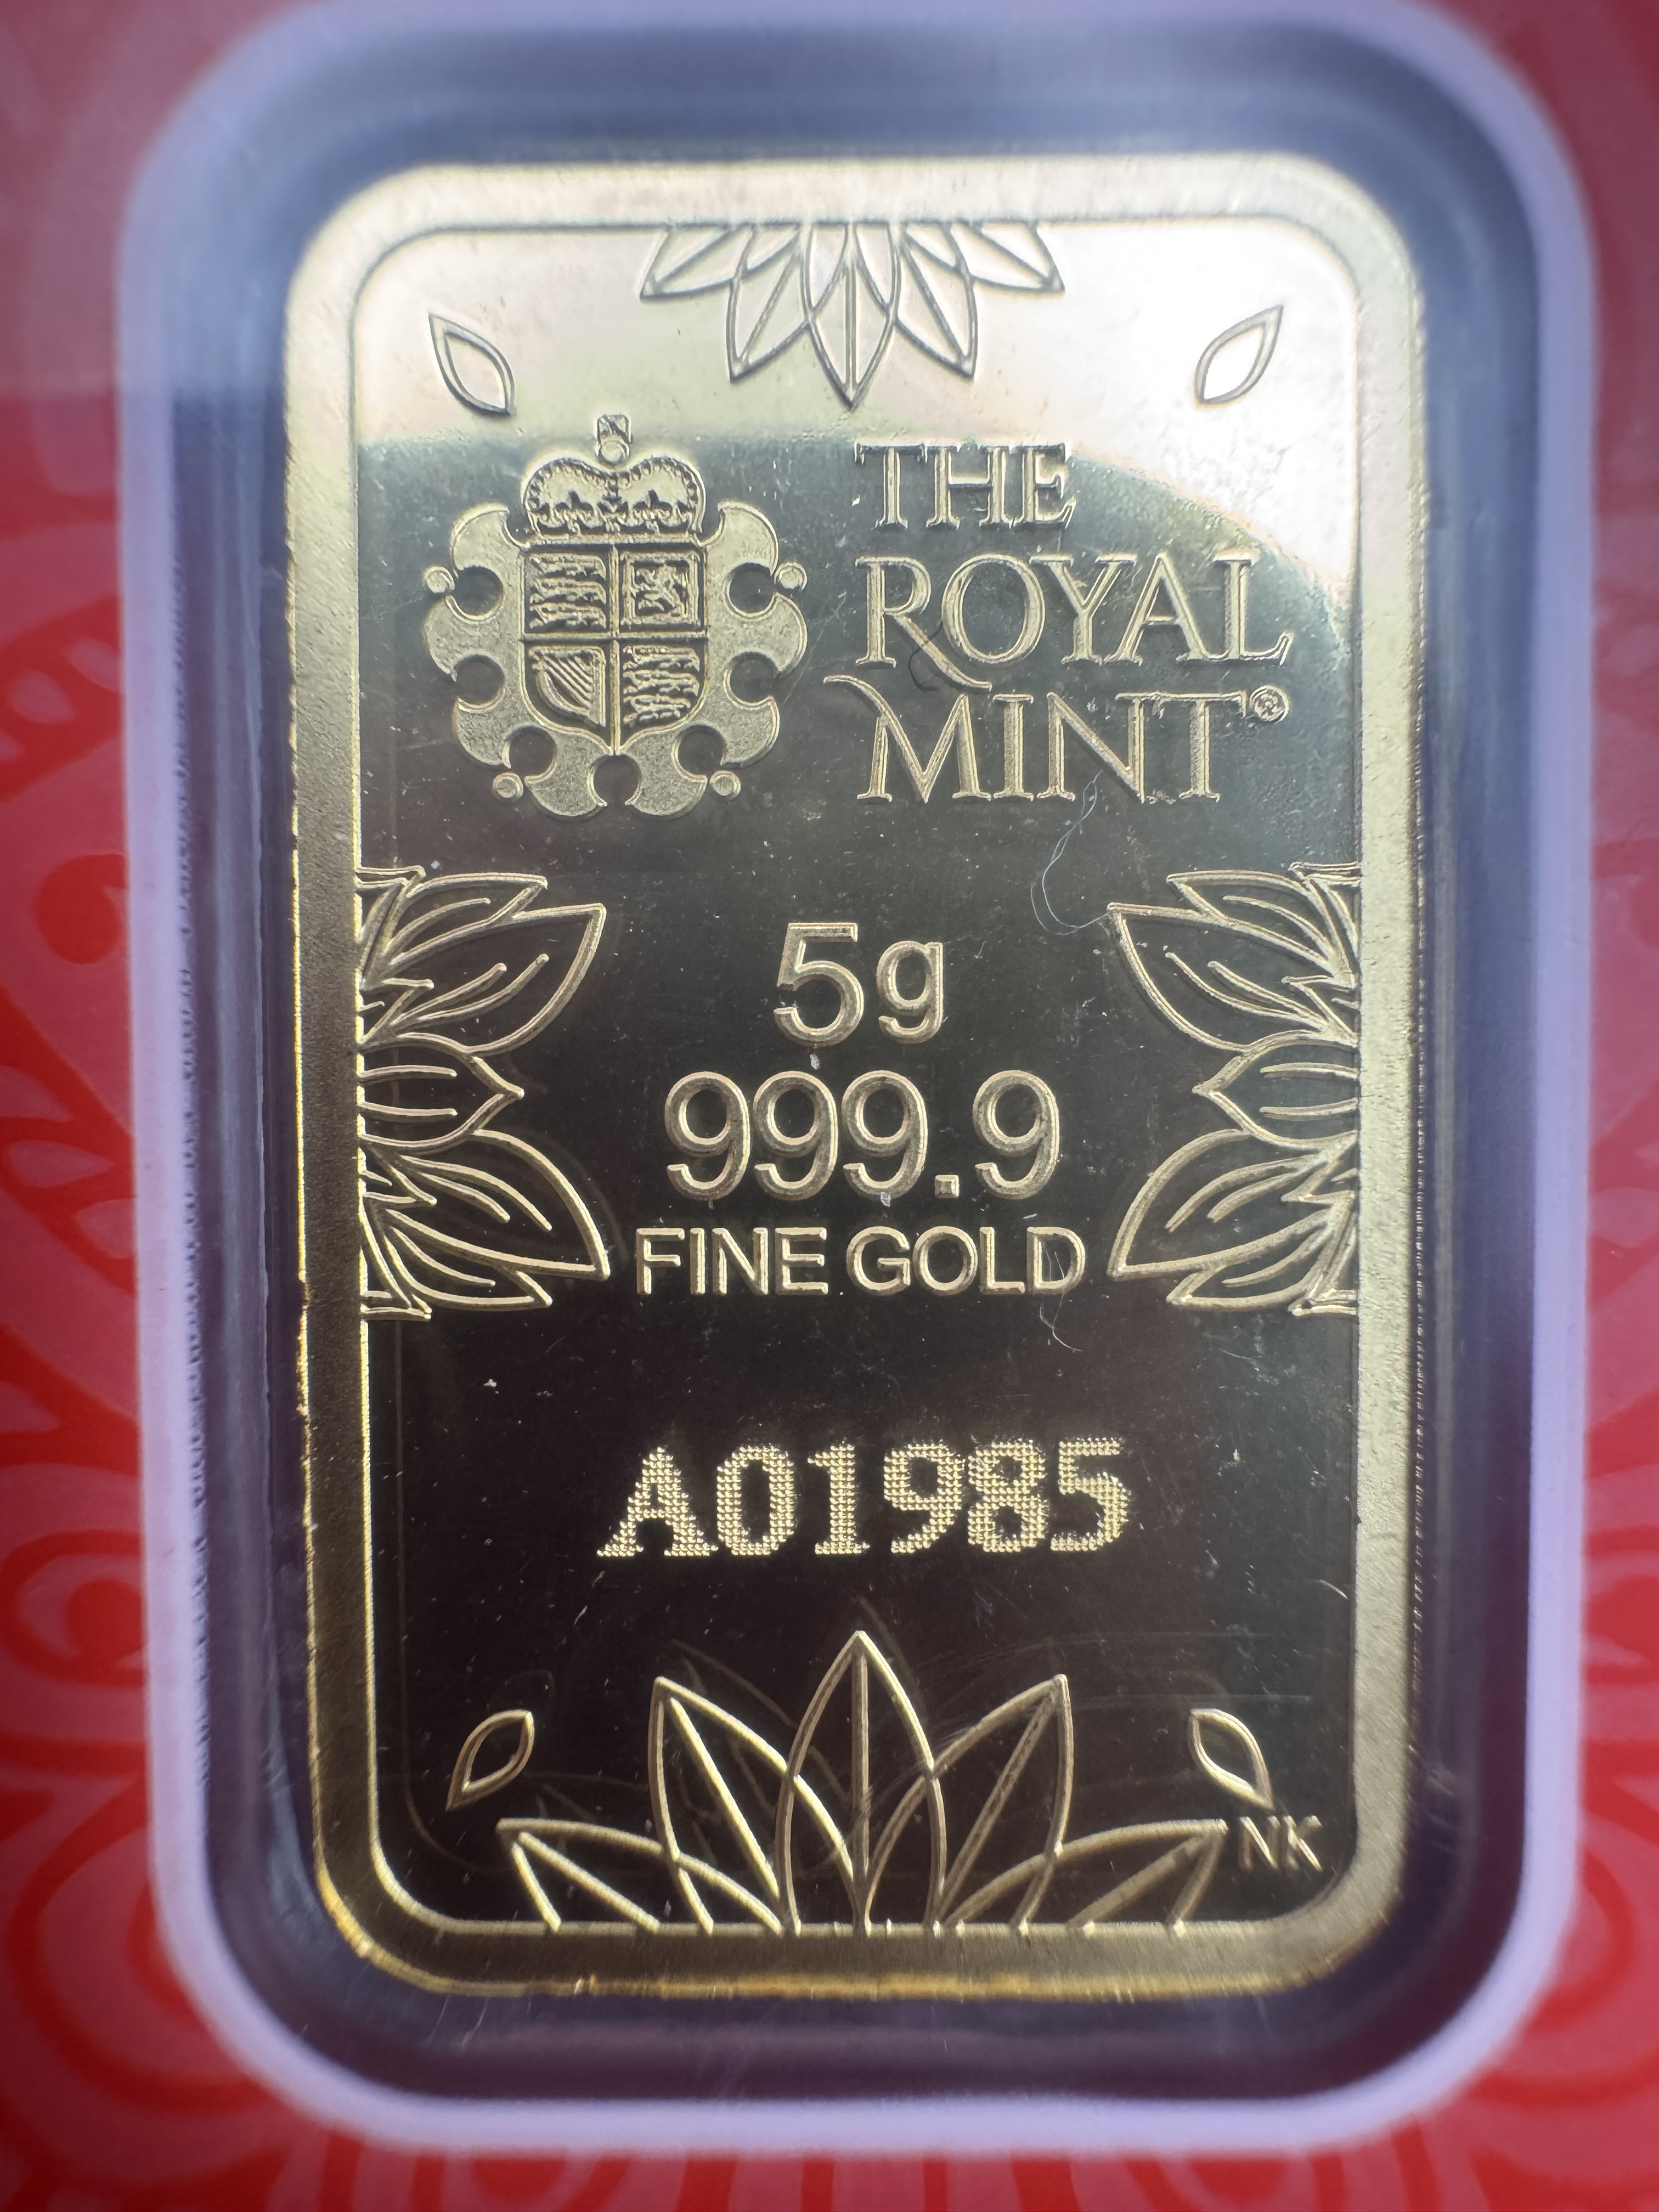 THE
ROYAL
MINT®
5g
999.9
FINE GOLD
A01985
NK